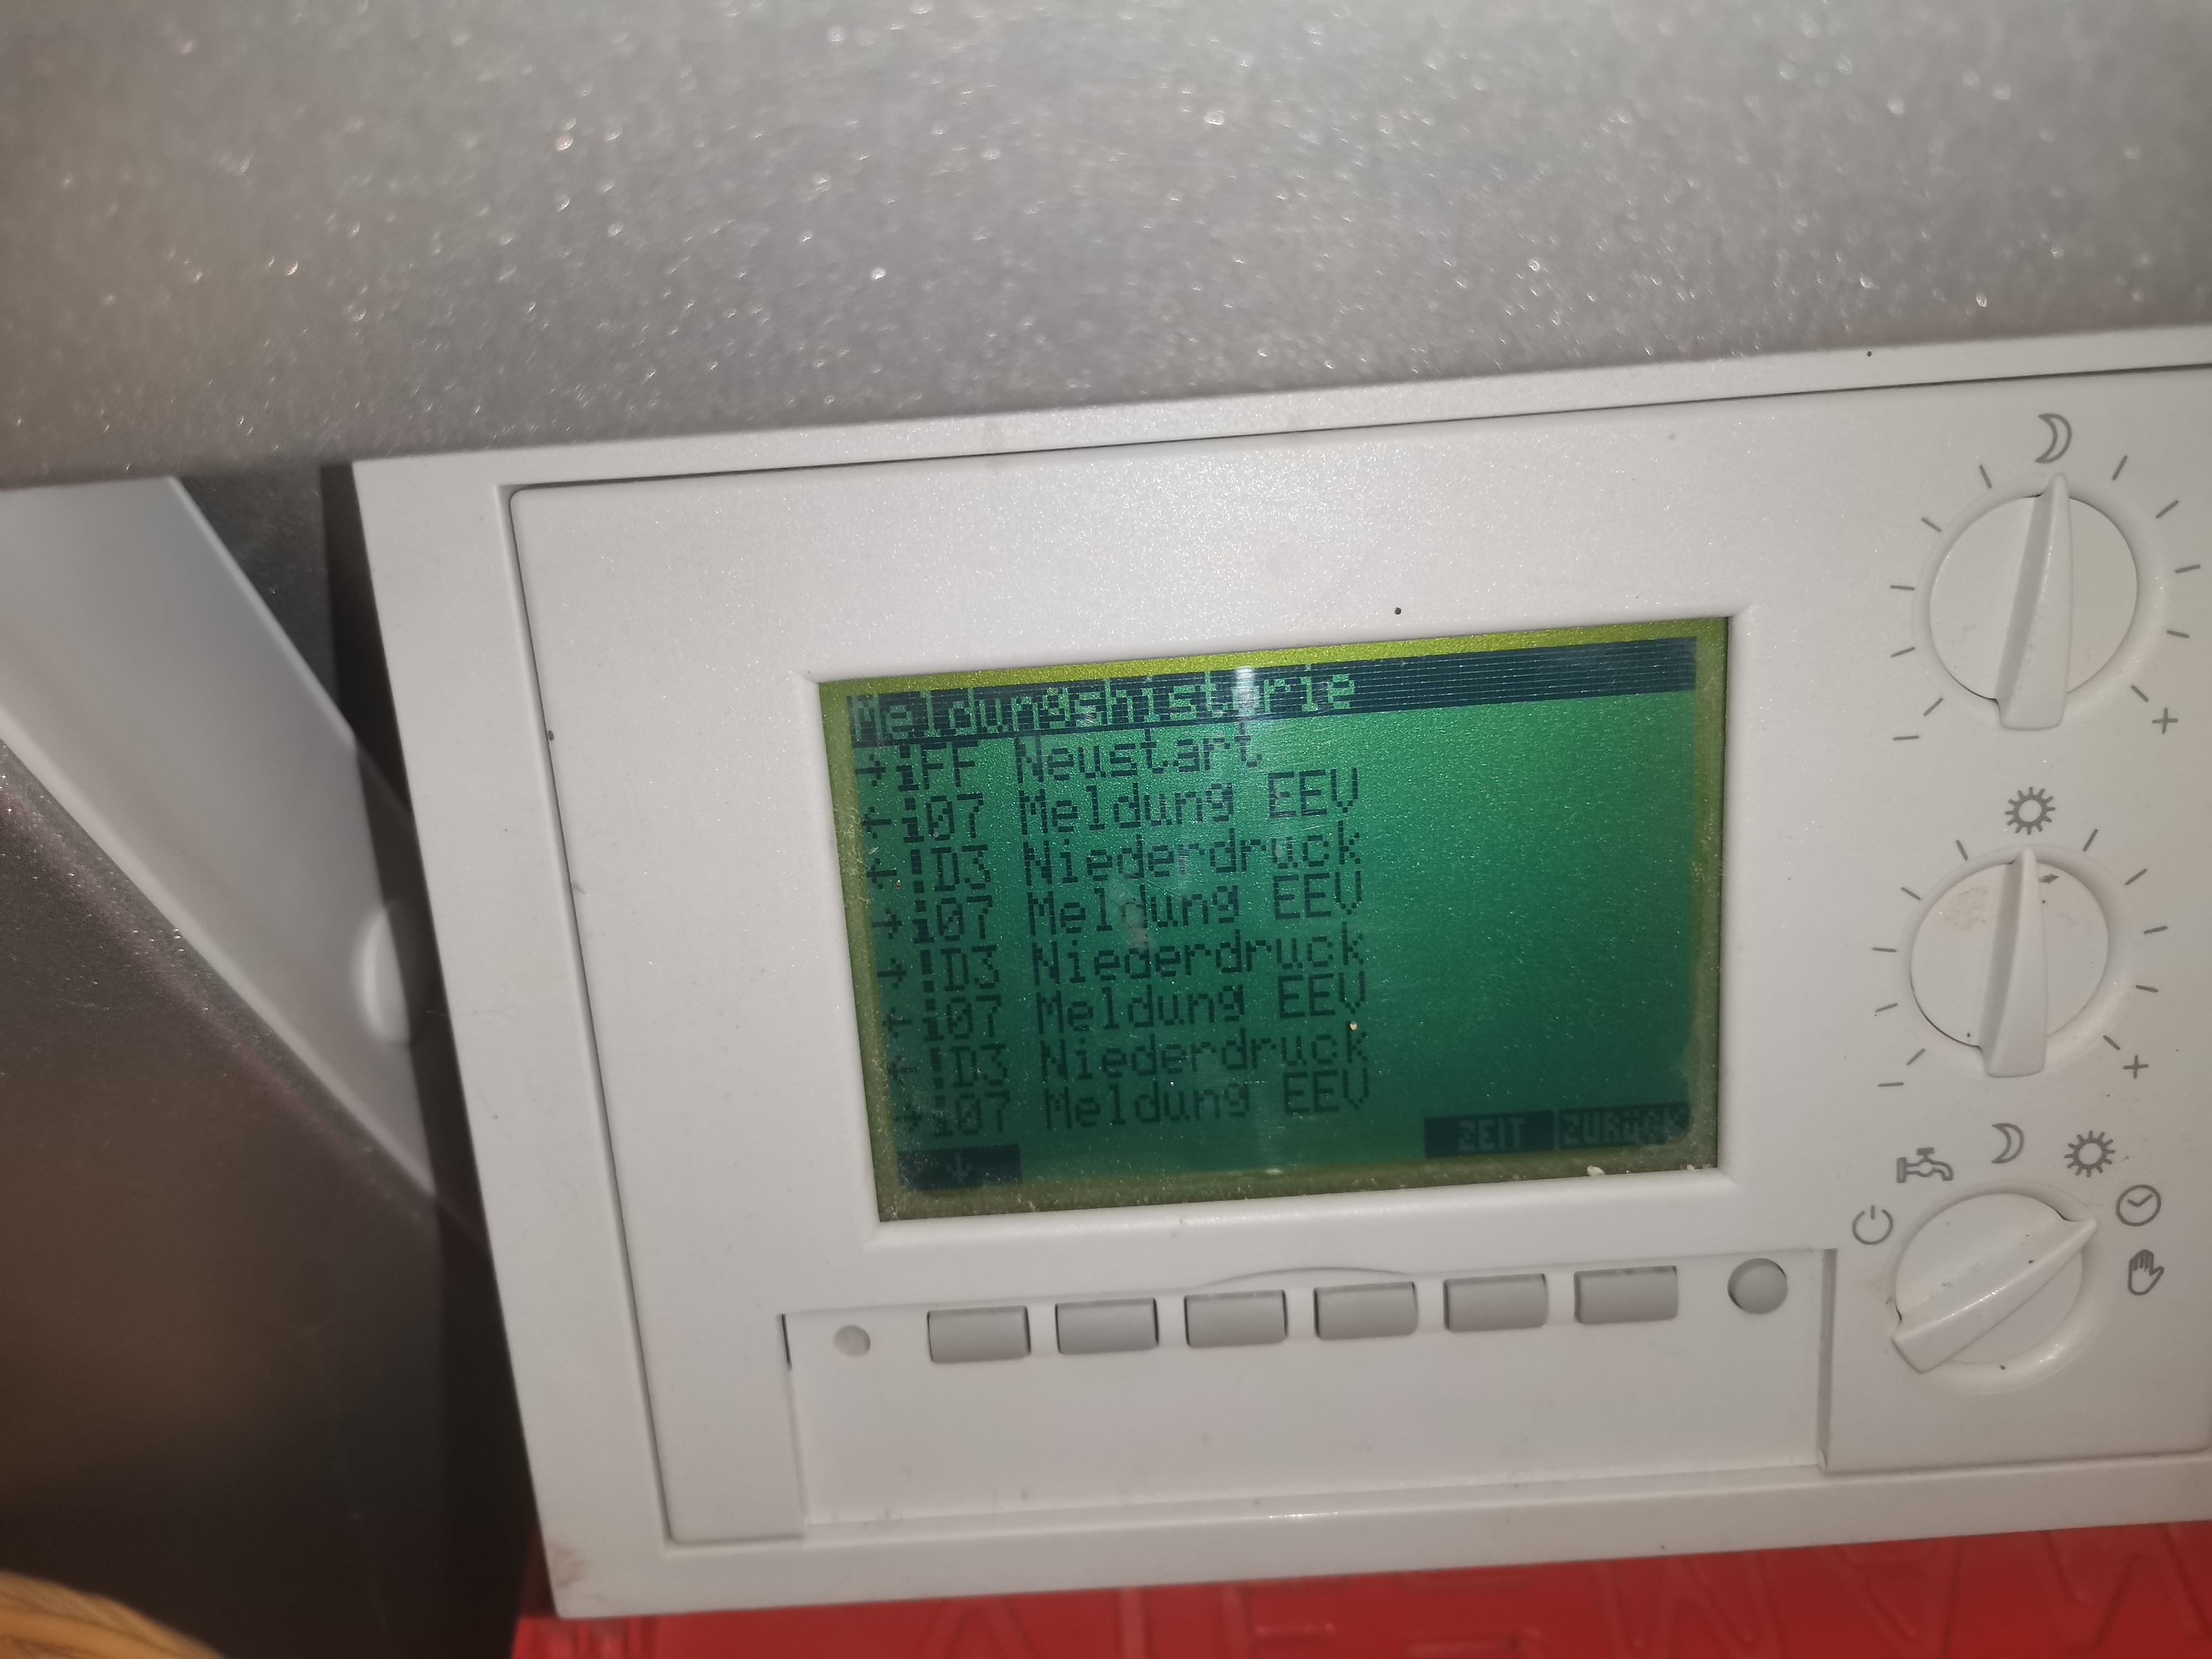 Meldungshistorie
→iFF Neustart
←i07 Meldung EEV
←!D3 Niederdruck
→i07 Meldung EEV
→!D3 Niederdruck
←i07 Meldung EEV
←!D3 Niederdruck
→i07 Meldung EEV
↓ ZEIT ZURÜCK